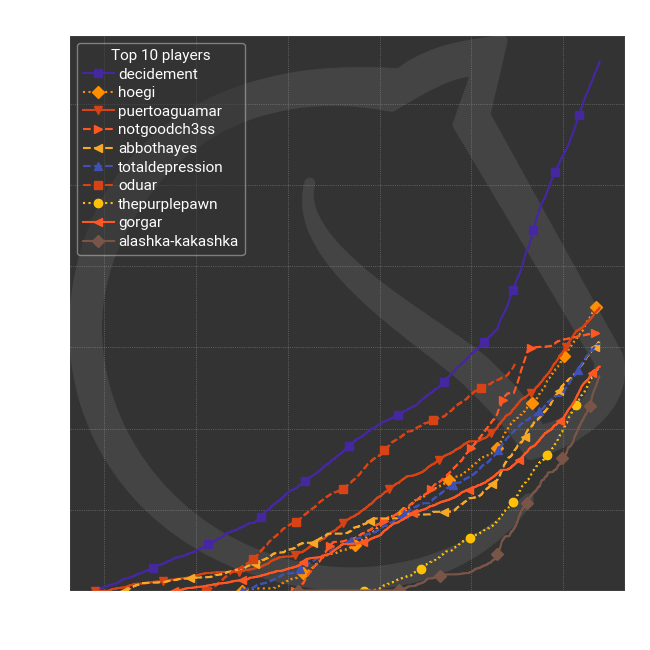 Top 10 players
decidement
hoegi
puertoaguamar
notgoodch3ss
abbothayes
totaldepression
oduar
thepurplepawn
gorgar
alashka-kakashka